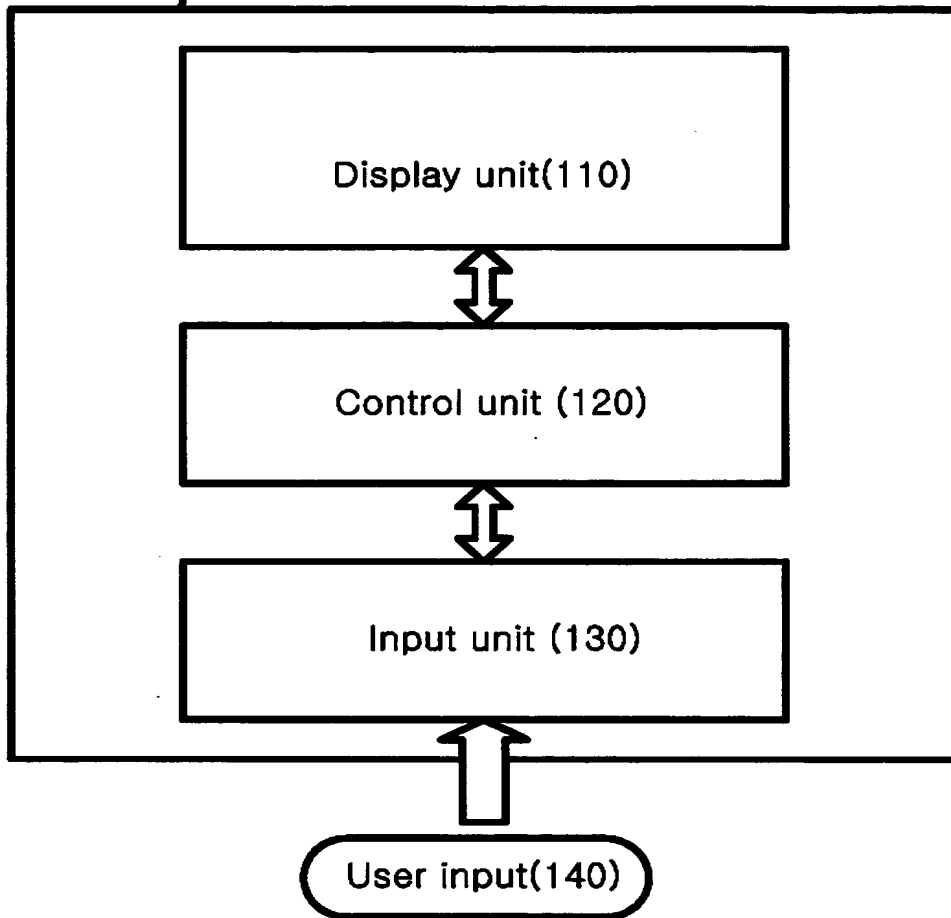 Display unit(110)
Control unit (120)
Input unit (130)
User input(140)